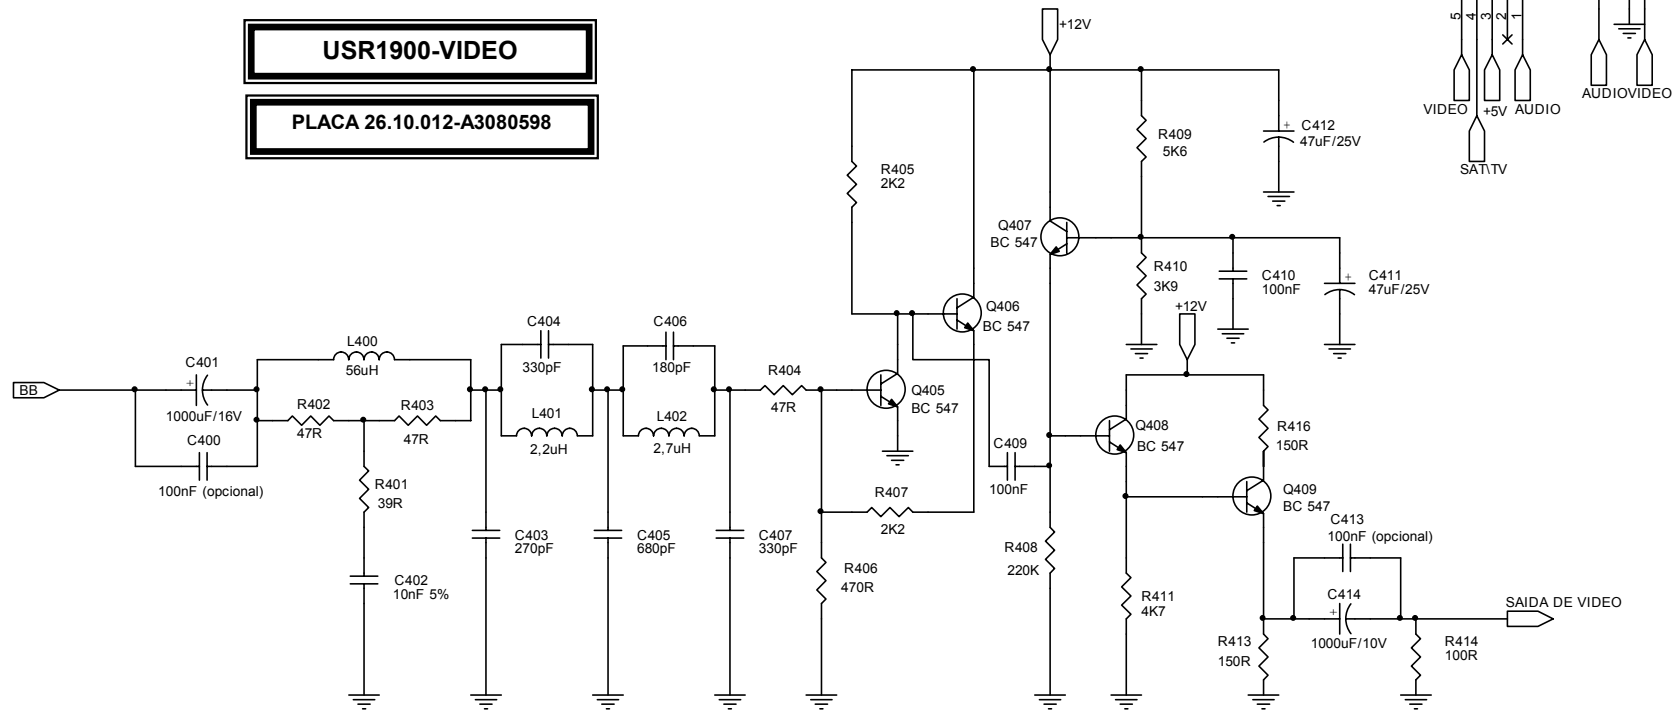 USR1900-VIDEO
PLACA 26.10.012-A3080598
+12V
5
4
3
2
1
VIDEO
+5V
AUDIO
SAT\TV
AUDIO
VIDEO
R405
2K2
R409
5K6
C412
+
47uF/25V
Q407
BC 547
R410
3K9
C410
100nF
C411
+
47uF/25V
Q406
BC 547
+12V
BB
C401
+
1000uF/16V
C400
100nF (opcional)
L400
56uH
R402
47R
R403
47R
R401
39R
C402
10nF 5%
C404
330pF
L401
2,2uH
C406
180pF
L402
2,7uH
C403
270pF
C405
680pF
C407
330pF
R404
47R
Q405
BC 547
R407
2K2
R406
470R
C409
100nF
R408
220K
Q408
BC 547
R411
4K7
R416
150R
Q409
BC 547
C413
100nF (opcional)
C414
+
1000uF/10V
R413
150R
R414
100R
SAIDA DE VIDEO